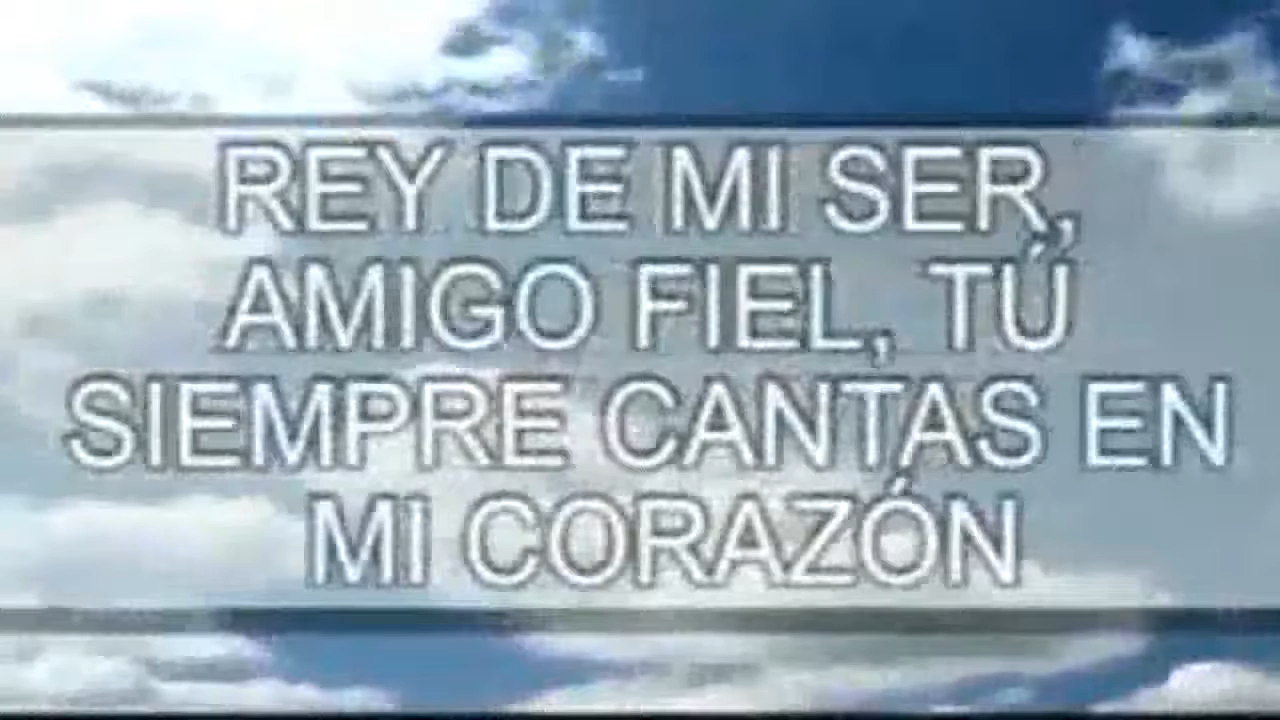 REY DE MI SER,
AMIGO FIEL, TÚ
SIEMPRE CANTAS EN
MI CORAZÓN